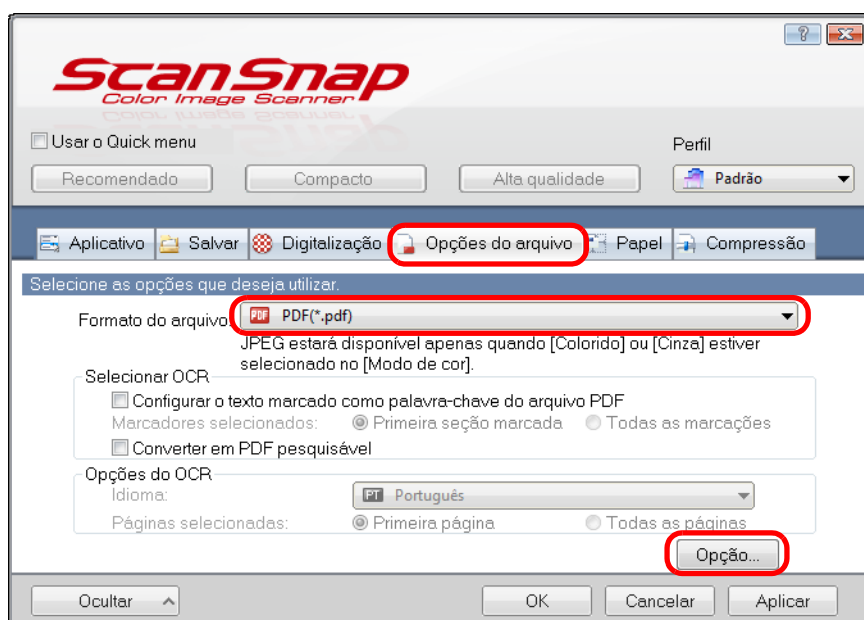 ScanSnap
Color Image Scanner
Usar o Quick menu
Perfil
Recomendado Compacto Alta qualidade Padrão
Aplicativo Salvar Digitalização Opções do arquivo Papel Compressão
Selecione as opções que deseja utilizar.
Formato do arquivo: PDF PDF(*.pdf)
JPEG estará disponível apenas quando [Colorido] ou [Cinza] estiver
selecionado no [Modo de cor].
Selecionar OCR
Configurar o texto marcado como palavra-chave do arquivo PDF
Marcadores selecionados: Primeira seção marcada Todas as marcações
Converter em PDF pesquisável
Opções do OCR
Idioma: PT Português
Páginas selecionadas: Primeira página Todas as páginas
Opção...
Ocultar OK Cancelar Aplicar